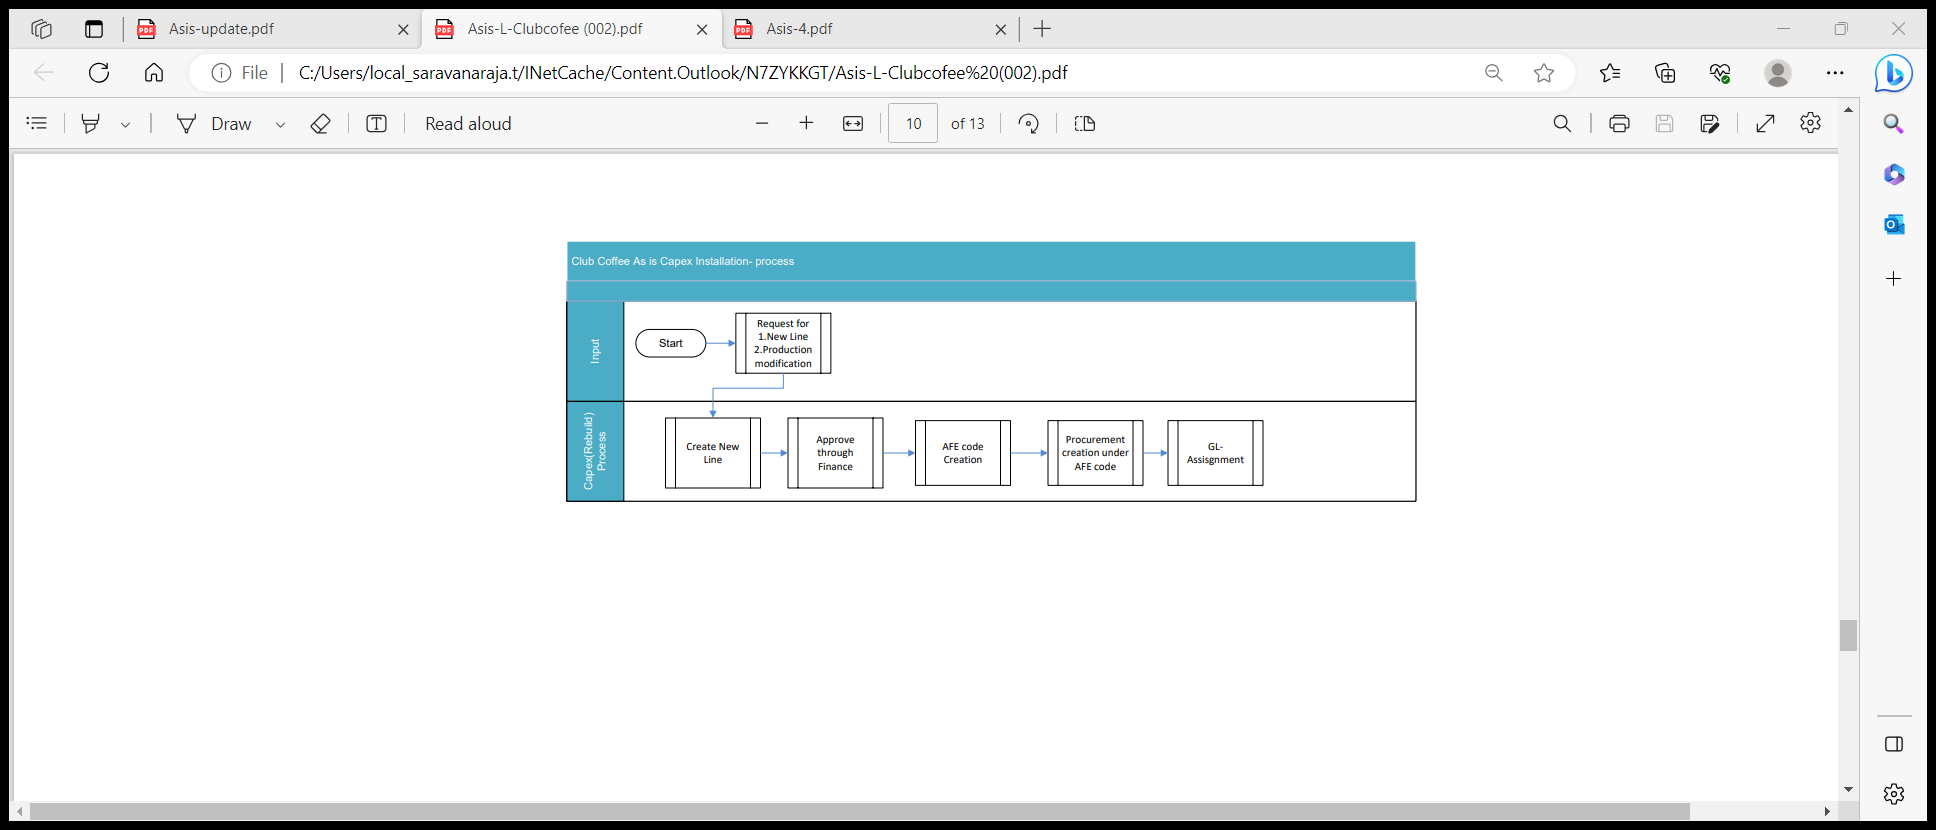 Asis-update.pdf
Asis-L-Clubcofee (002).pdf
Asis-4.pdf
File
C:/Users/local_saravanaraja.t/INetCache/Content.Outlook/N7ZYKKGT/Asis-L-Clubcofee%20(002).pdf
Draw
Read aloud
10
of 13
Club Coffee As is Capex Installation- process
Input
Start
Request for
1.New Line
2.Production
modification
Capex(Rebuild)
Process
Create New
Line
Approve
through
Finance
AFE code
Creation
Procurement
creation under
AFE code
GL-
Assisgnment